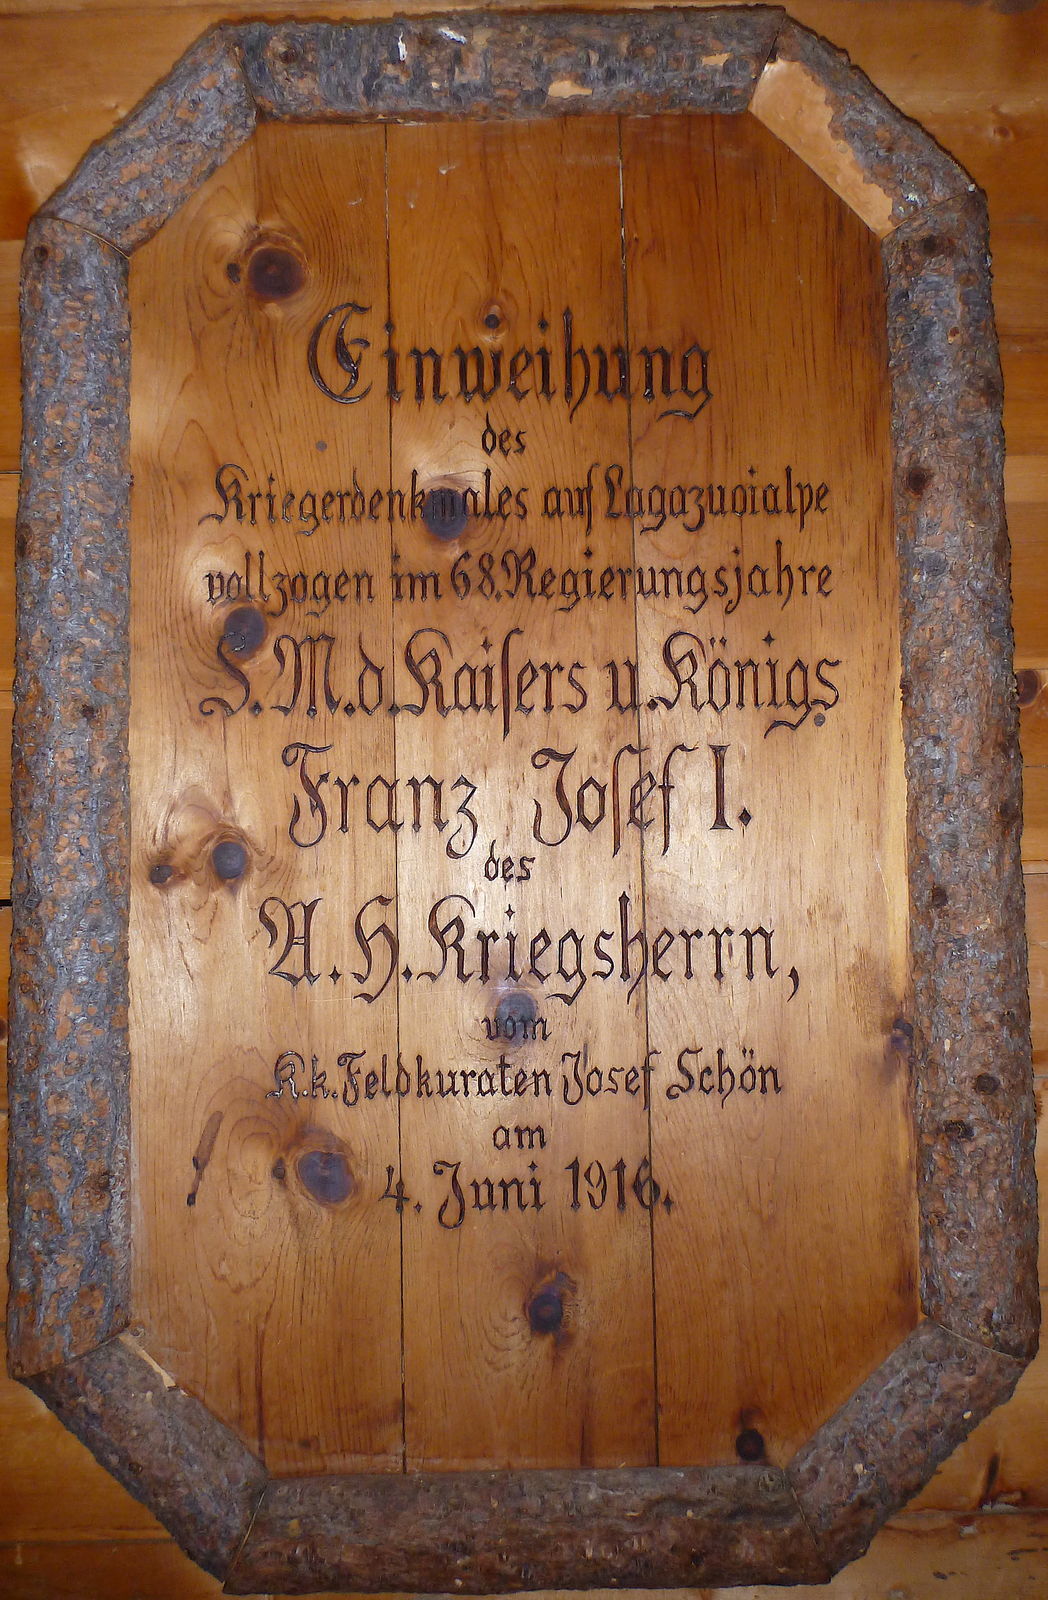 Einweihung
des
Kriegerdenkmales auf Lagazuoialpe
vollzogen im 68. Regierungsjahre
S. M. d. Kaisers u. Königs
Franz Josef I.
des
A. H. Kriegsherrn,
vom
K. k. Feldkuraten Josef Schön
am
4. Juni 1916.